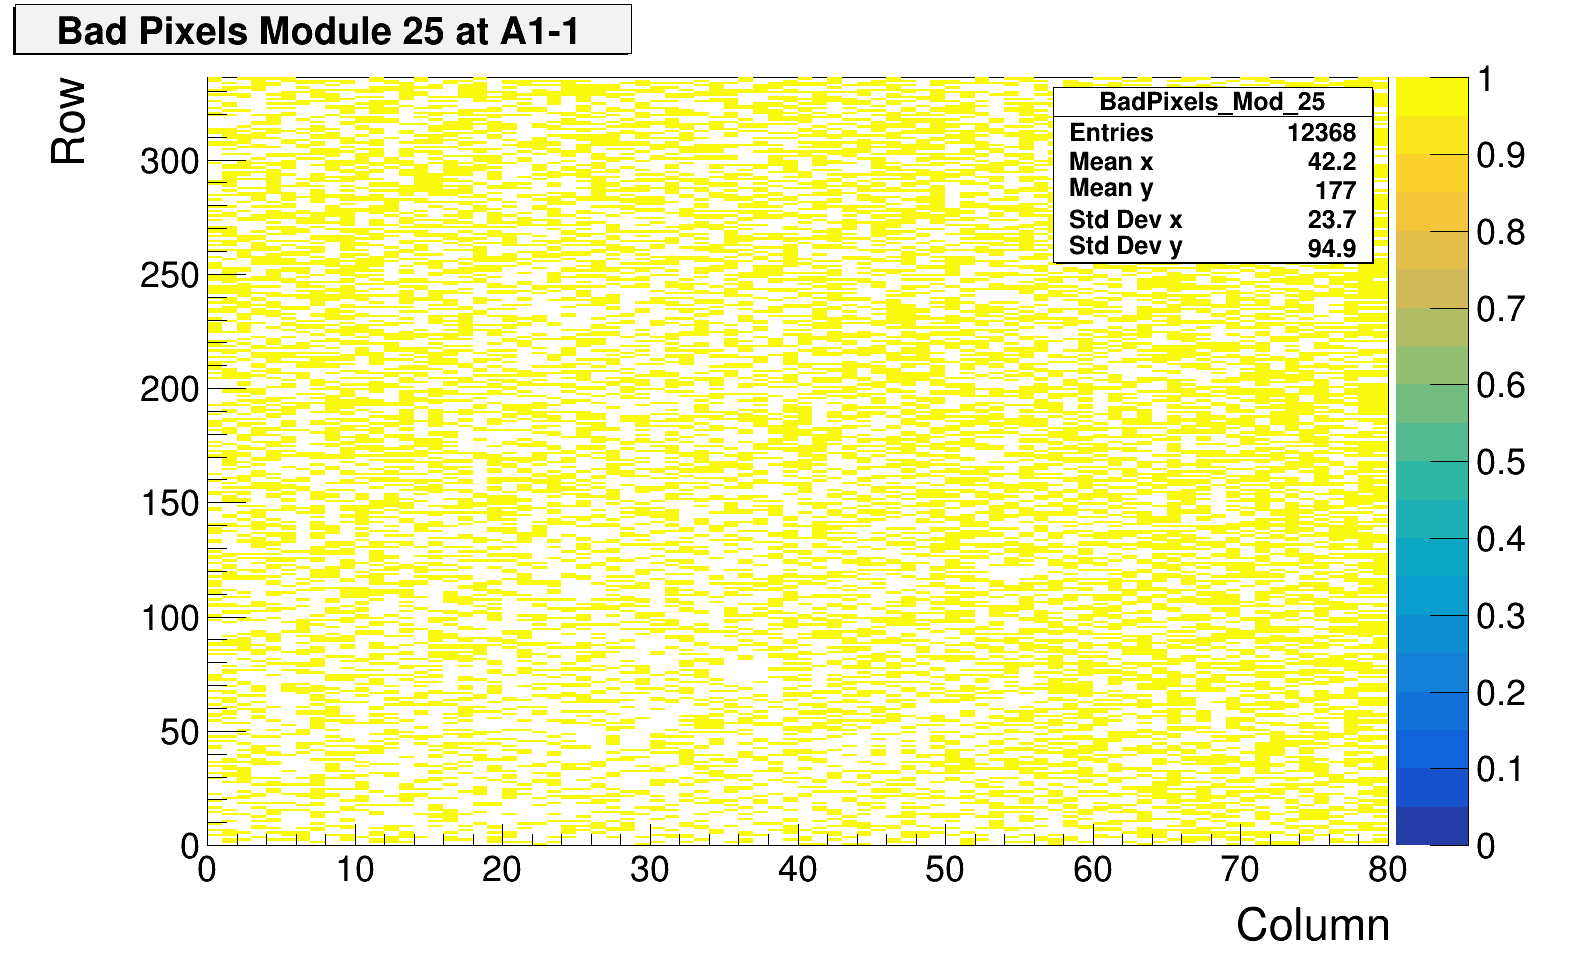 Bad Pixels Module 25 at A1-1
Row
BadPixels_Mod_25
Entries 12368
Mean x 42.2
Mean y 177
Std Dev x 23.7
Std Dev y 94.9
300
250
200
150
100
50
0
0 10 20 30 40 50 60 70 80
Column
1
0.9
0.8
0.7
0.6
0.5
0.4
0.3
0.2
0.1
0